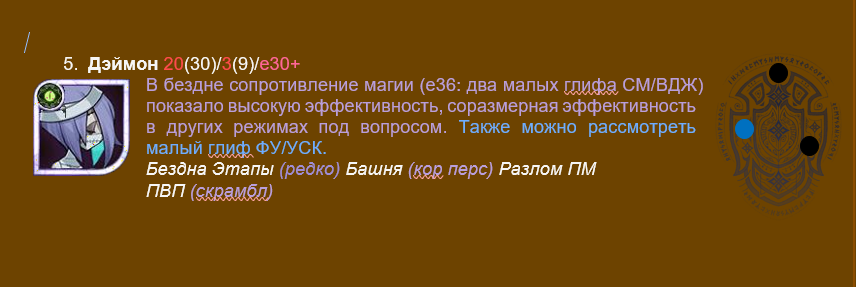 /
5. Дэймон 20(30)/3(9)/е30+
В бездне сопротивление магии (е36: два малых глифа СМ/ВДЖ)
показало высокую эффективность, соразмерная эффективность
в других режимах под вопросом. Также можно рассмотреть
малый глиф ФУ/УСК.
Бездна Этапы (редко) Башня (кор перс) Разлом ПМ
ПВП (скрамбл)